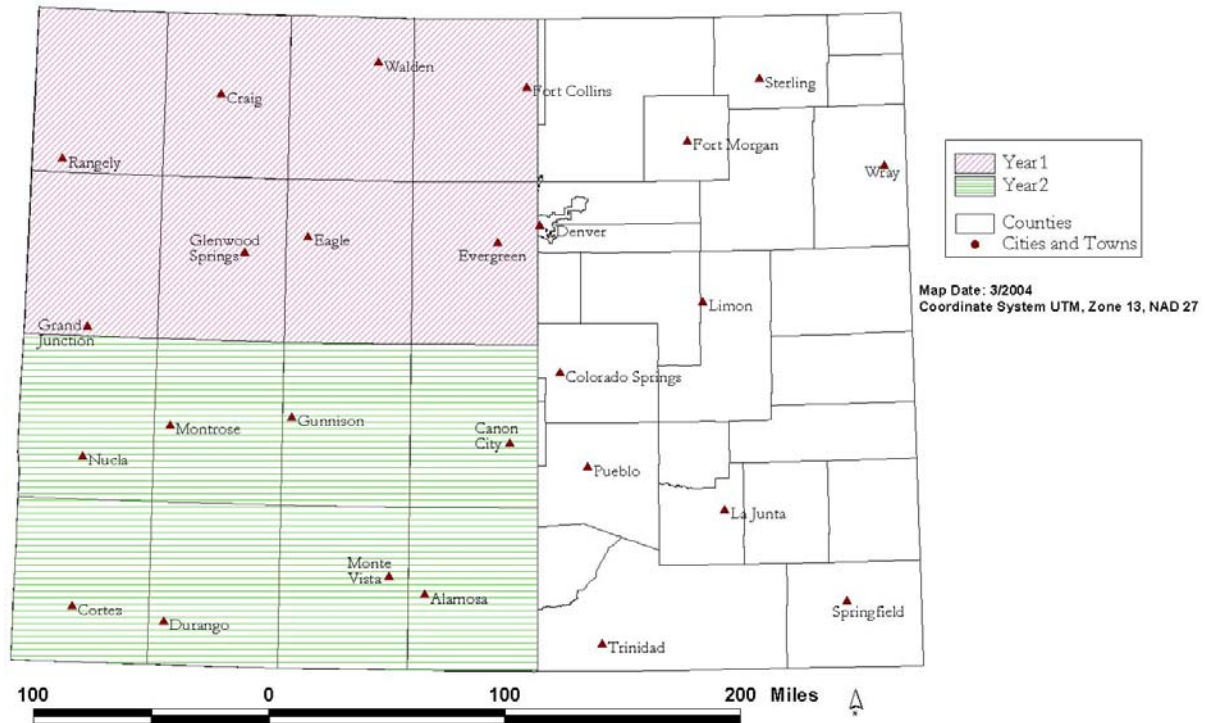 Walden
Fort Collins
Craig
Sterling
Fort Morgan
Rangely
Wray
Glenwood
Springs
Eagle
Evergreen
Denver
Limon
Grand
Junction
Colorado Springs
Montrose
Gunnison
Canon
City
Nucla
Pueblo
La Junta
Monte
Vista
Alamosa
Cortez
Durango
Springfield
Trinidad
Year1
Year2
Counties
Cities and Towns
Map Date: 3/2004
Coordinate System UTM, Zone 13, NAD 27
100 0 100 200 Miles